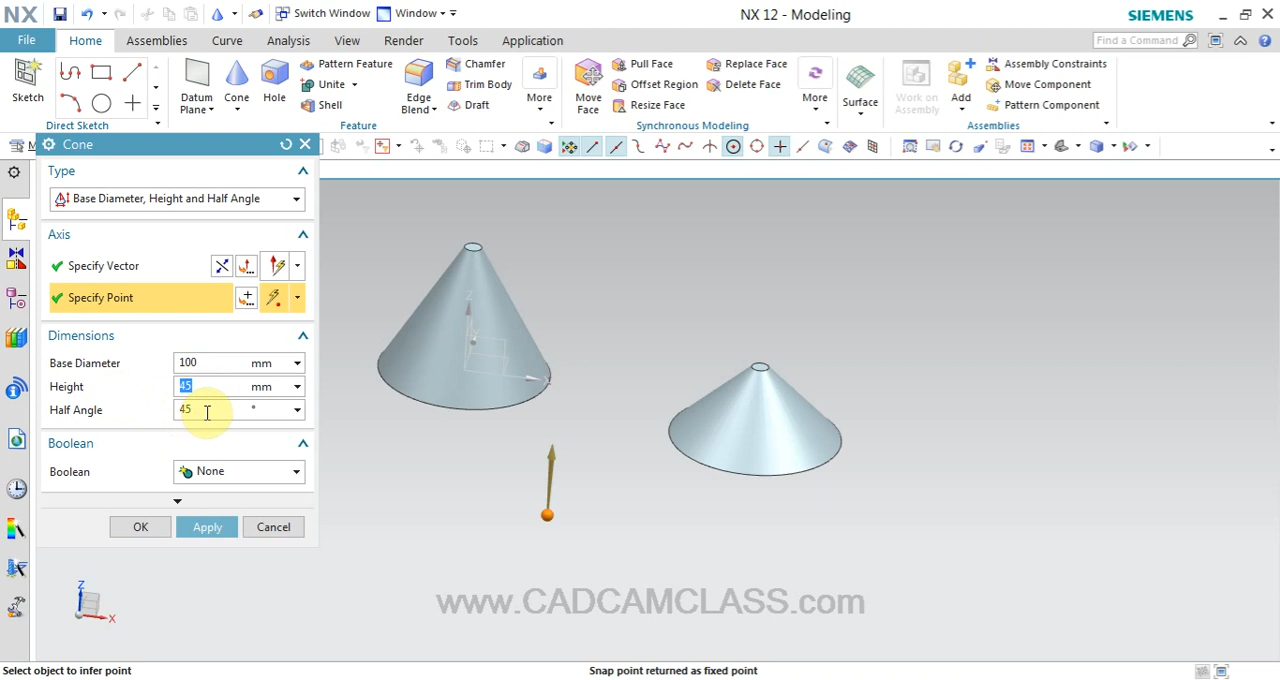 NX
Switch Window
Window
NX 12 - Modeling
SIEMENS
File
Home
Assemblies
Curve
Analysis
View
Render
Tools
Application
Find a Command
Sketch
Direct Sketch
Datum
Plane
Cone
Hole
Pattern Feature
Unite
Shell
Edge
Blend
Chamfer
Trim Body
Draft
More
Feature
Move
Face
Pull Face
Offset Region
Resize Face
Replace Face
Delete Face
More
Synchronous Modeling
Surface
Work on
Assembly
Add
Assembly Constraints
Move Component
Pattern Component
Assemblies
M
Cone
Type
Base Diameter, Height and Half Angle
Axis
Specify Vector
Specify Point
Dimensions
Base Diameter
100
mm
Height
45
mm
Half Angle
45
°
Boolean
Boolean
None
OK
Apply
Cancel
Z
X
Z
X
www.CADCAMCLASS.com
Select object to infer point
Snap point returned as fixed point